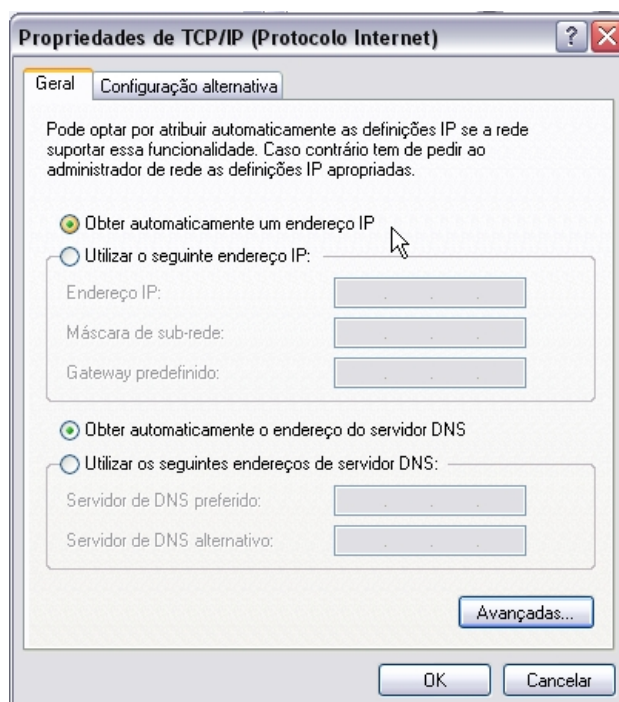 Propriedades de TCP/IP (Protocolo Internet)
Geral
Configuração alternativa
Pode optar por atribuir automaticamente as definições IP se a rede
suportar essa funcionalidade. Caso contrário tem de pedir ao
administrador de rede as definições IP apropriadas.
Obter automaticamente um endereço IP
Utilizar o seguinte endereço IP:
Endereço IP:
Máscara de sub-rede:
Gateway predefinido:
Obter automaticamente o endereço do servidor DNS
Utilizar os seguintes endereços de servidor DNS:
Servidor de DNS preferido:
Servidor de DNS alternativo:
Avançadas...
OK
Cancelar